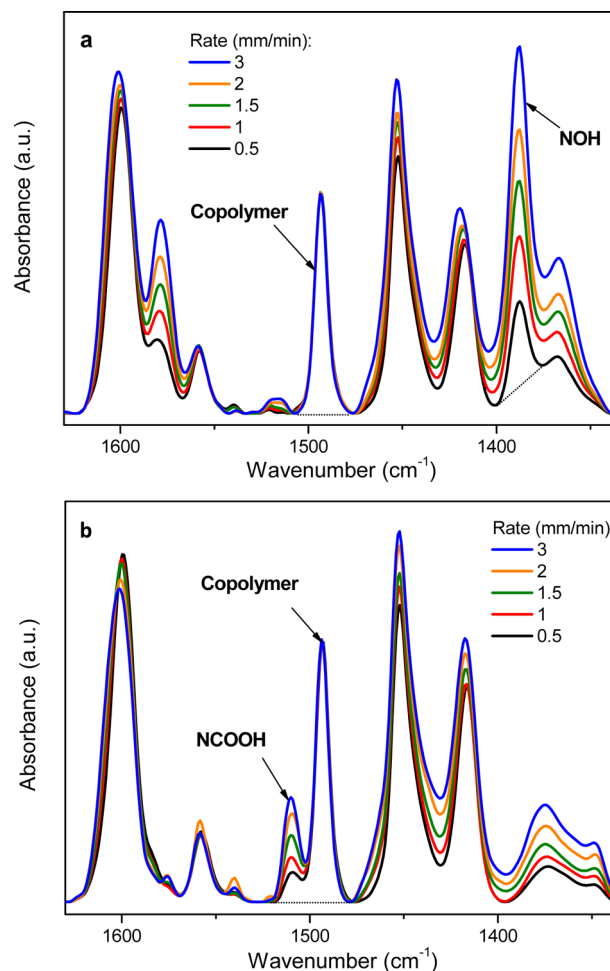 a
Rate (mm/min):
3
2
1.5
1
0.5
NOH
Copolymer
Absorbance (a.u.)
1600
1500
1400
Wavenumber (cm-1)
b
Rate (mm/min)
3
2
1.5
1
0.5
Copolymer
NCOOH
Absorbance (a.u.)
1600
1500
1400
Wavenumber (cm-1)